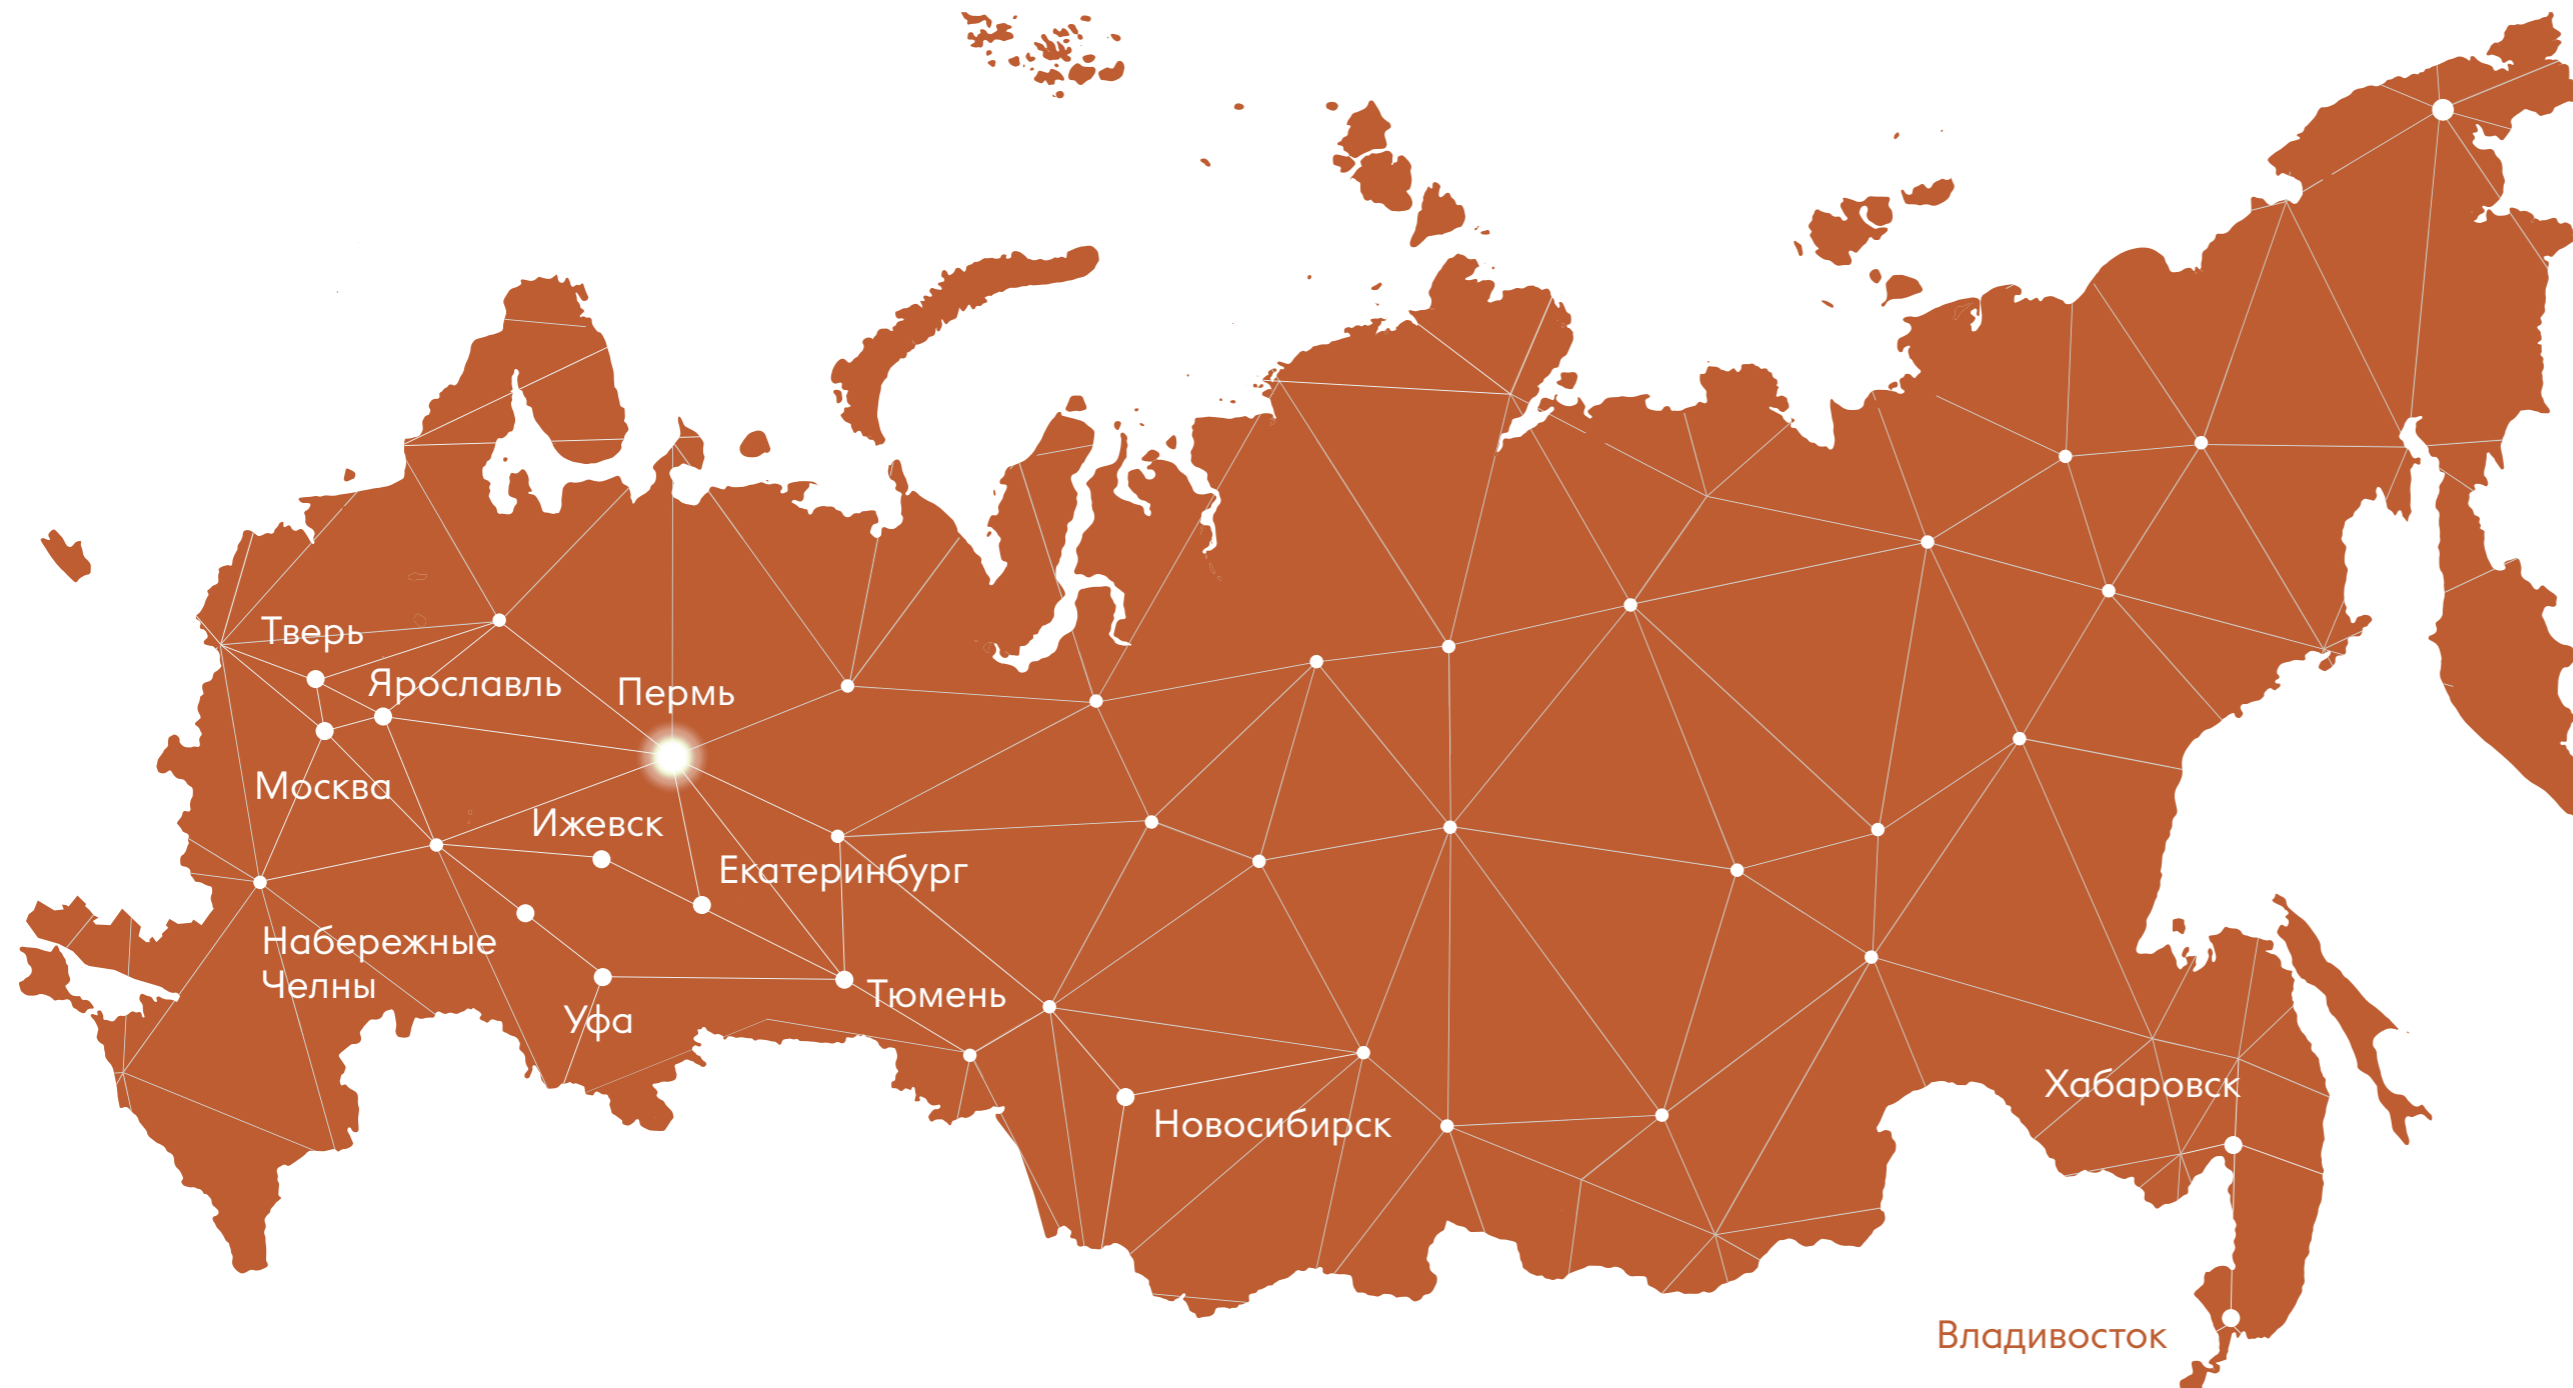 Тверь
Ярославль
Пермь
Москва
Ижевск
Екатеринбург
Набережные
Челны
Тюмень
Уфа
Хабаровск
Новосибирск
Владивосток